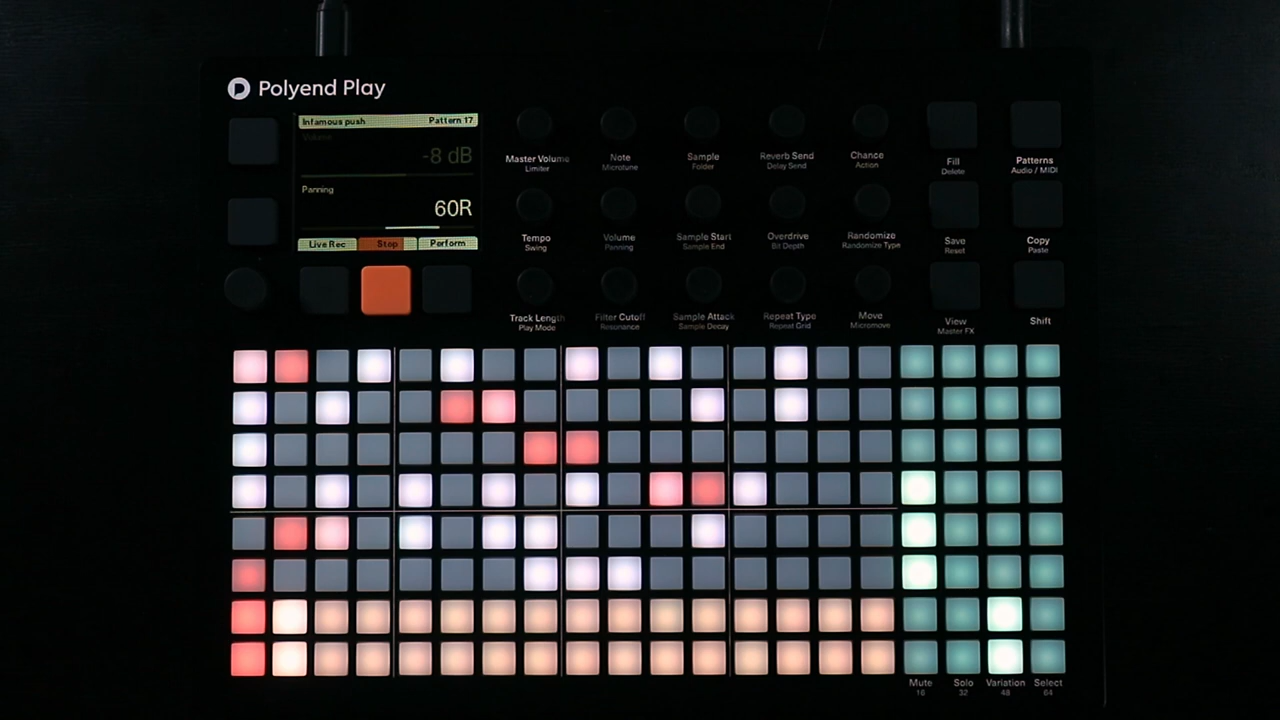 Polyend Play
Infamous push Pattern 17
Volume
-8 dB
Panning
60R
Live Rec Stop Perform
Master Volume
Limiter
Note
Microtune
Sample
Folder
Reverb Send
Delay Send
Chance
Action
Fill
Delete
Patterns
Audio / MIDI
Tempo
Swing
Volume
Panning
Sample Start
Sample End
Overdrive
Bit Depth
Randomize
Randomize Type
Save
Reset
Copy
Paste
Track Length
Play Mode
Filter Cutoff
Resonance
Sample Attack
Sample Decay
Repeat Type
Repeat Grid
Move
Micromove
View
Master FX
Shift
Mute
16
Solo
32
Variation
48
Select
64